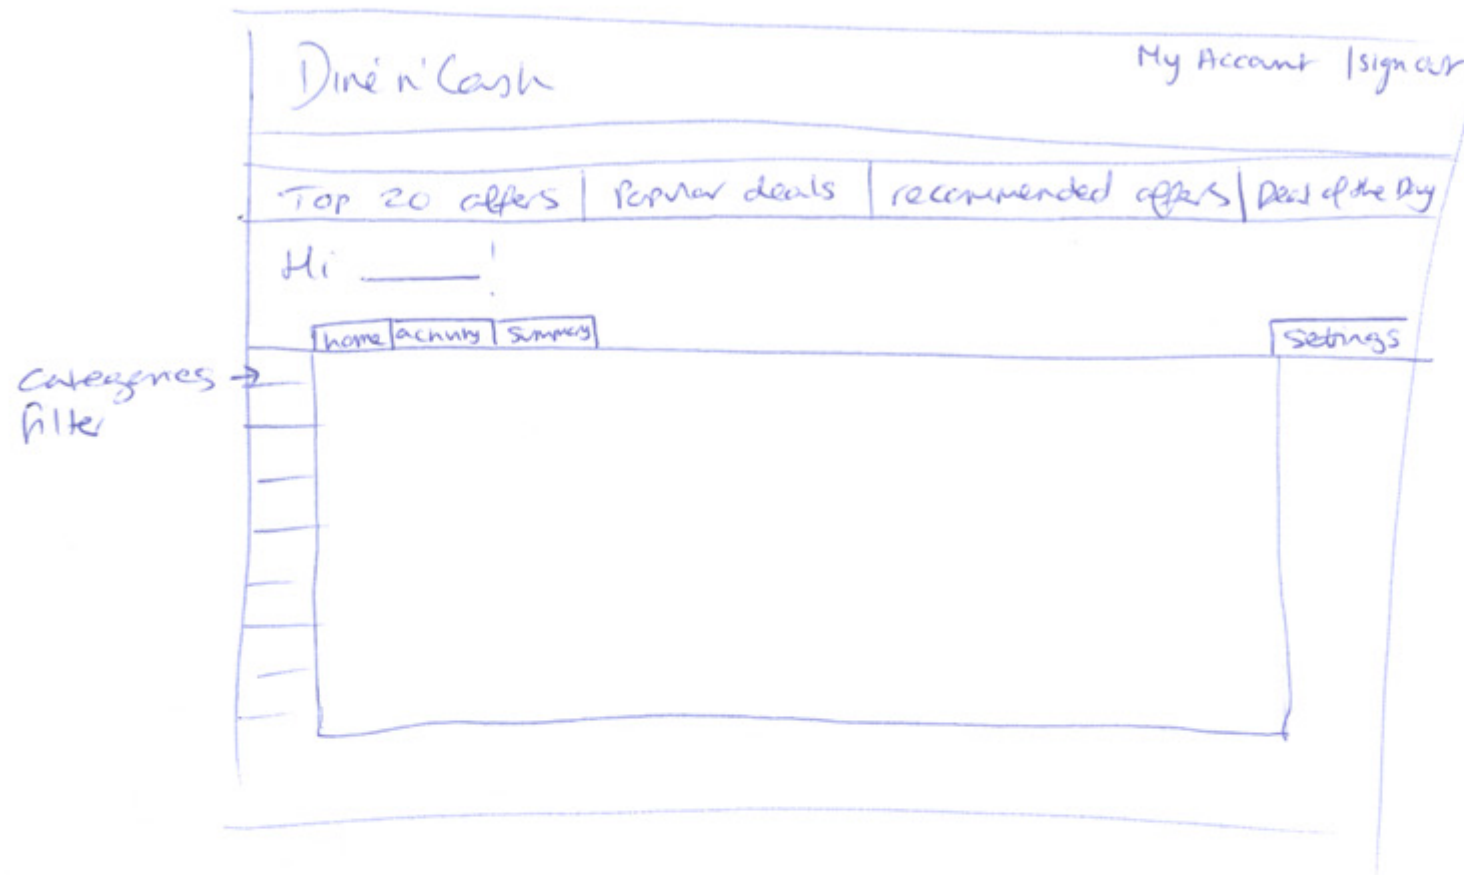 Dine'n'Cash
My Account | sign out
Top 20 offers | Popular deals | recommended offers | Deal of the Day
Hi ______!
home activity summary settings
categories →
filter